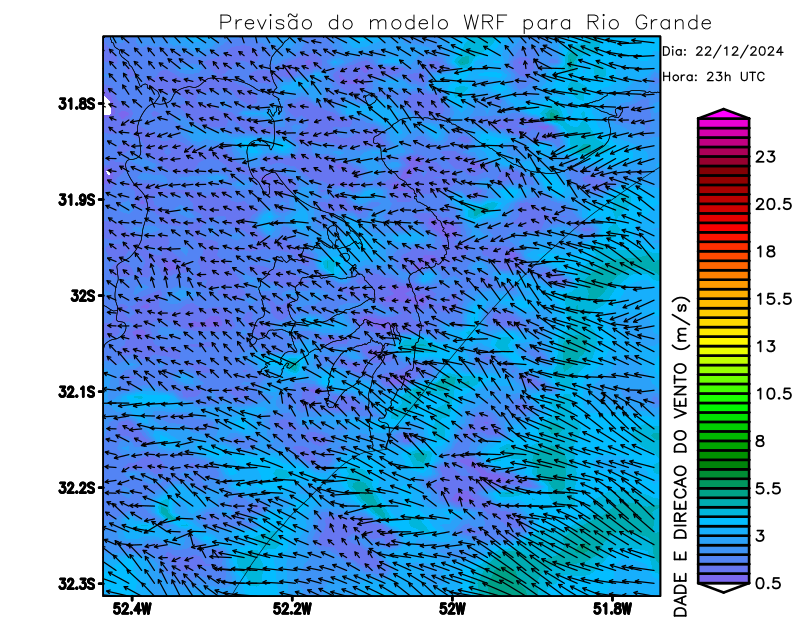 Previsão do modelo WRF para Rio Grande
Dia: 22/12/2024
Hora: 23h UTC
31.8S
31.9S
32S
32.1S
32.2S
32.3S
52.4W
52.2W
52W
51.8W
23
20.5
18
15.5
13
10.5
8
5.5
3
0.5
DADE E DIRECAO DO VENTO (m/s)